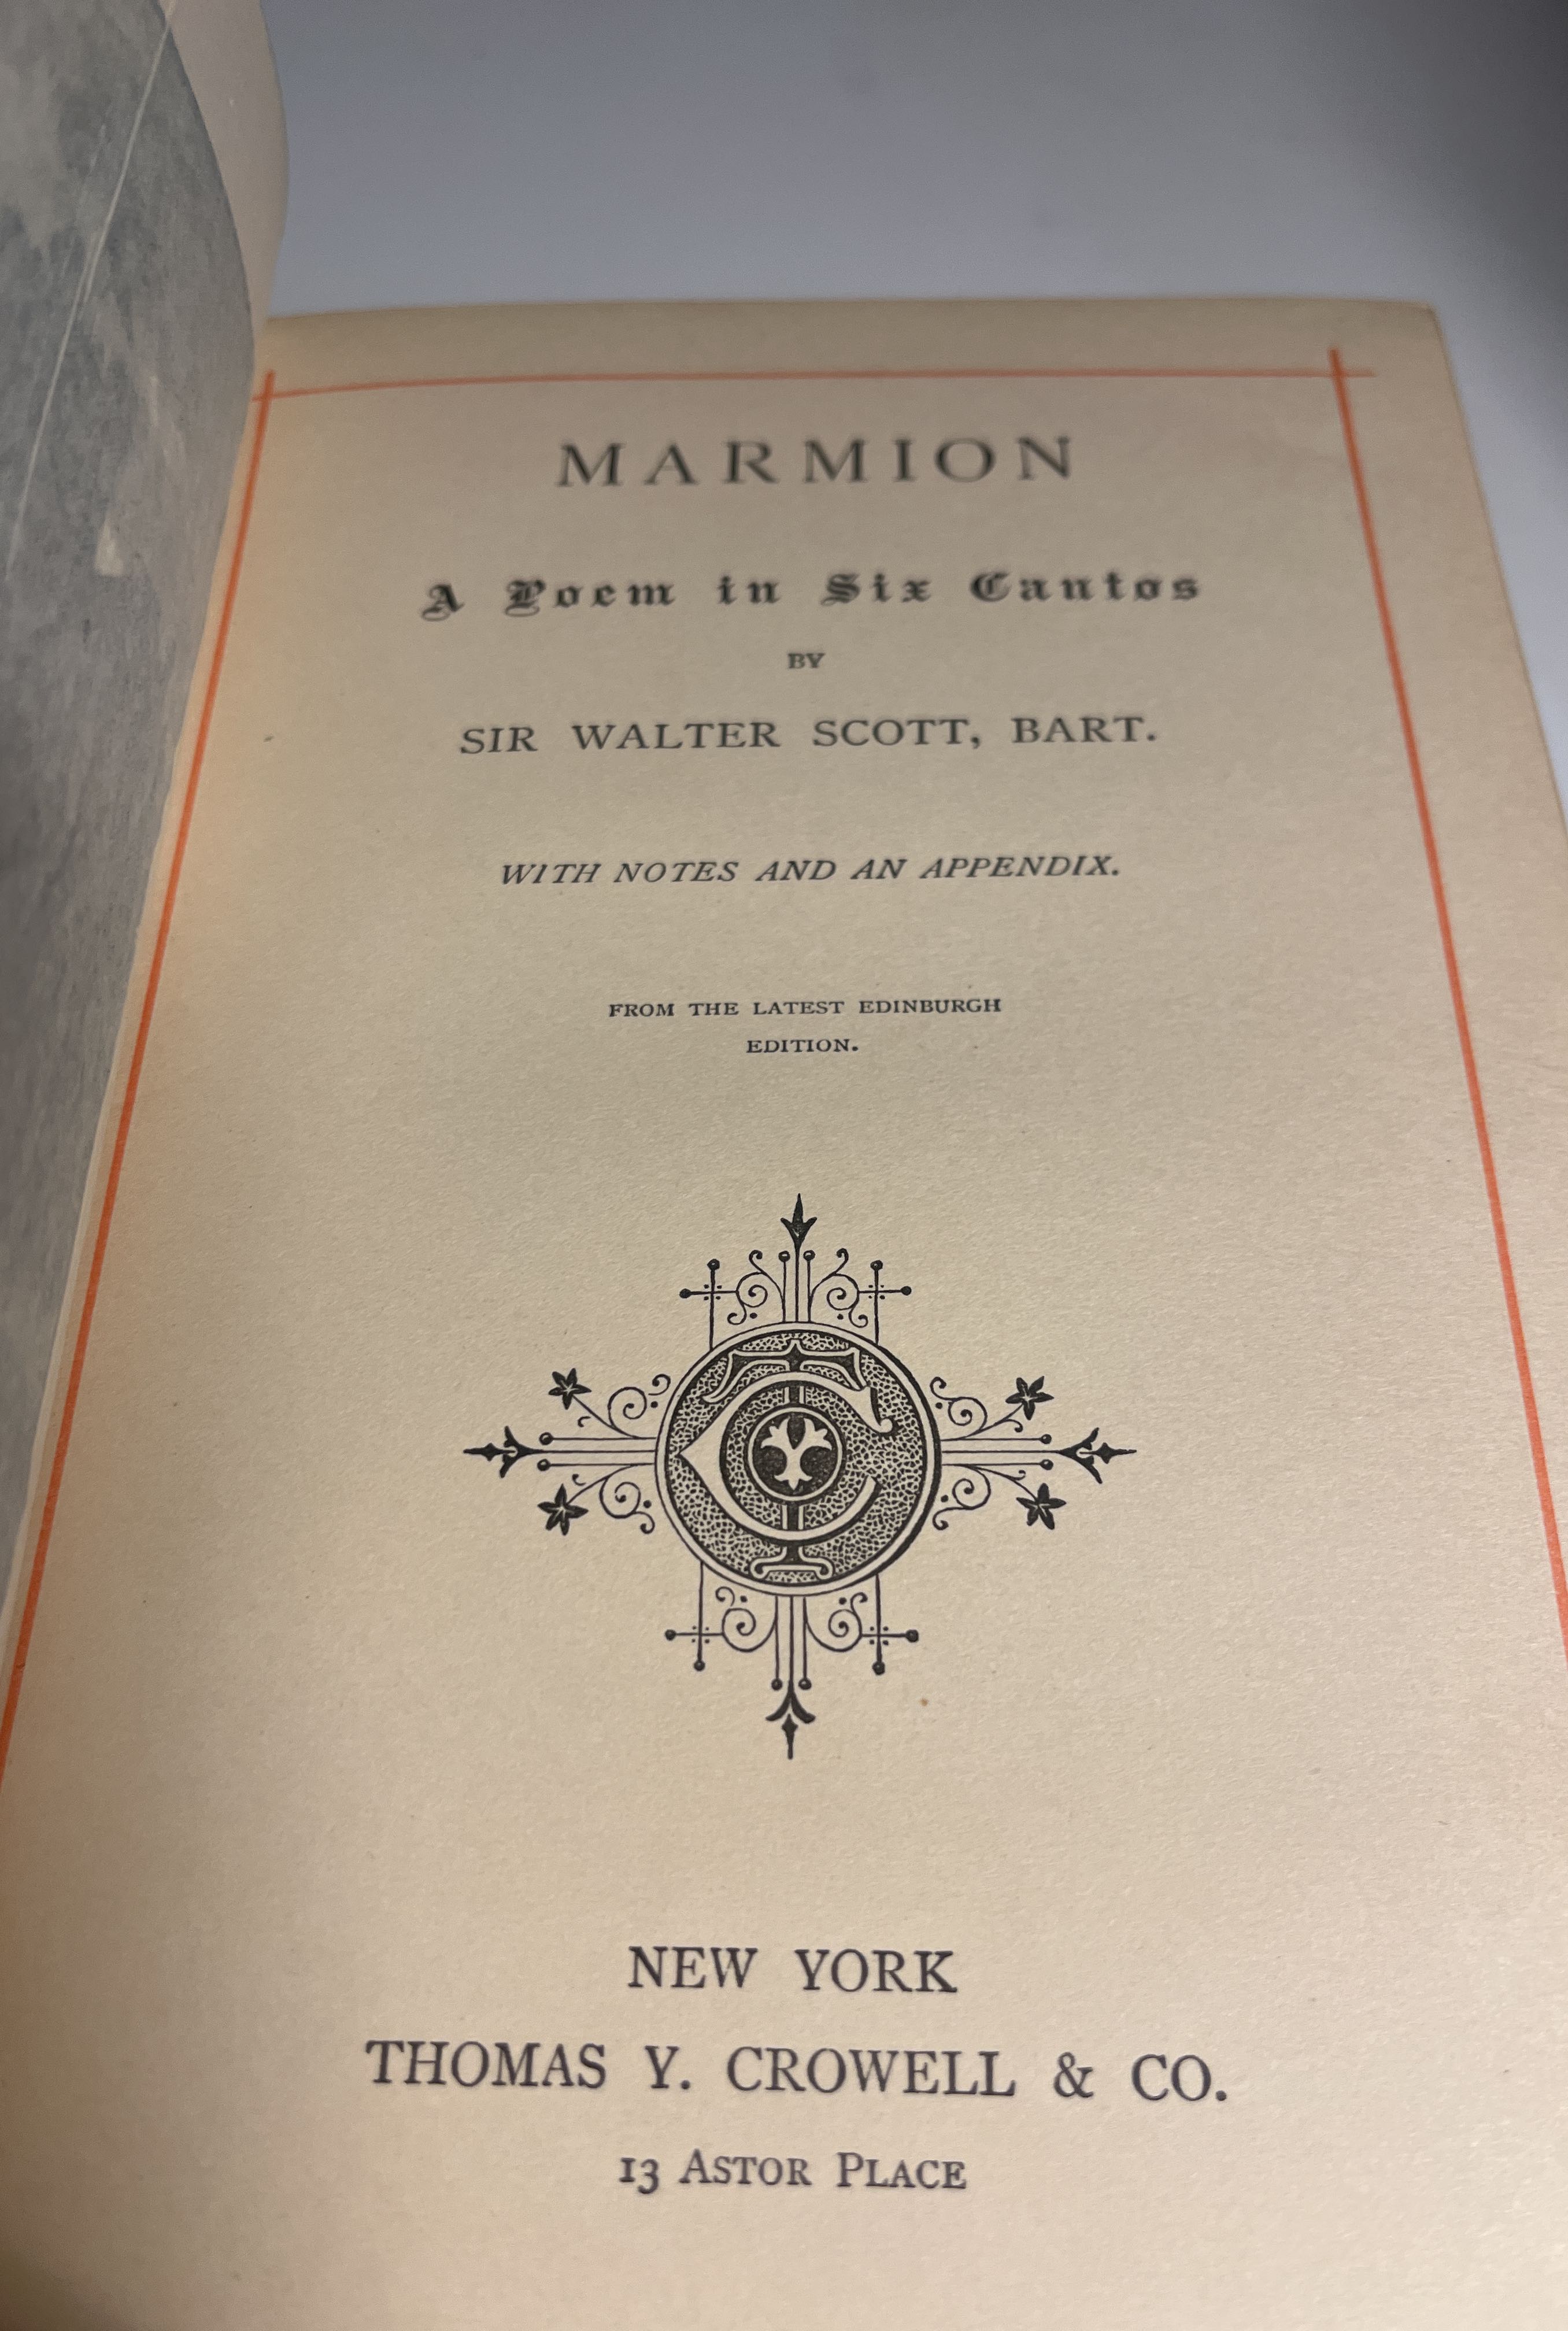 MARMION
A Poem in Six Cantos
BY
SIR WALTER SCOTT, BART.
WITH NOTES AND AN APPENDIX.
FROM THE LATEST EDINBURGH
EDITION.
NEW YORK
THOMAS Y. CROWELL & CO.
13 ASTOR PLACE